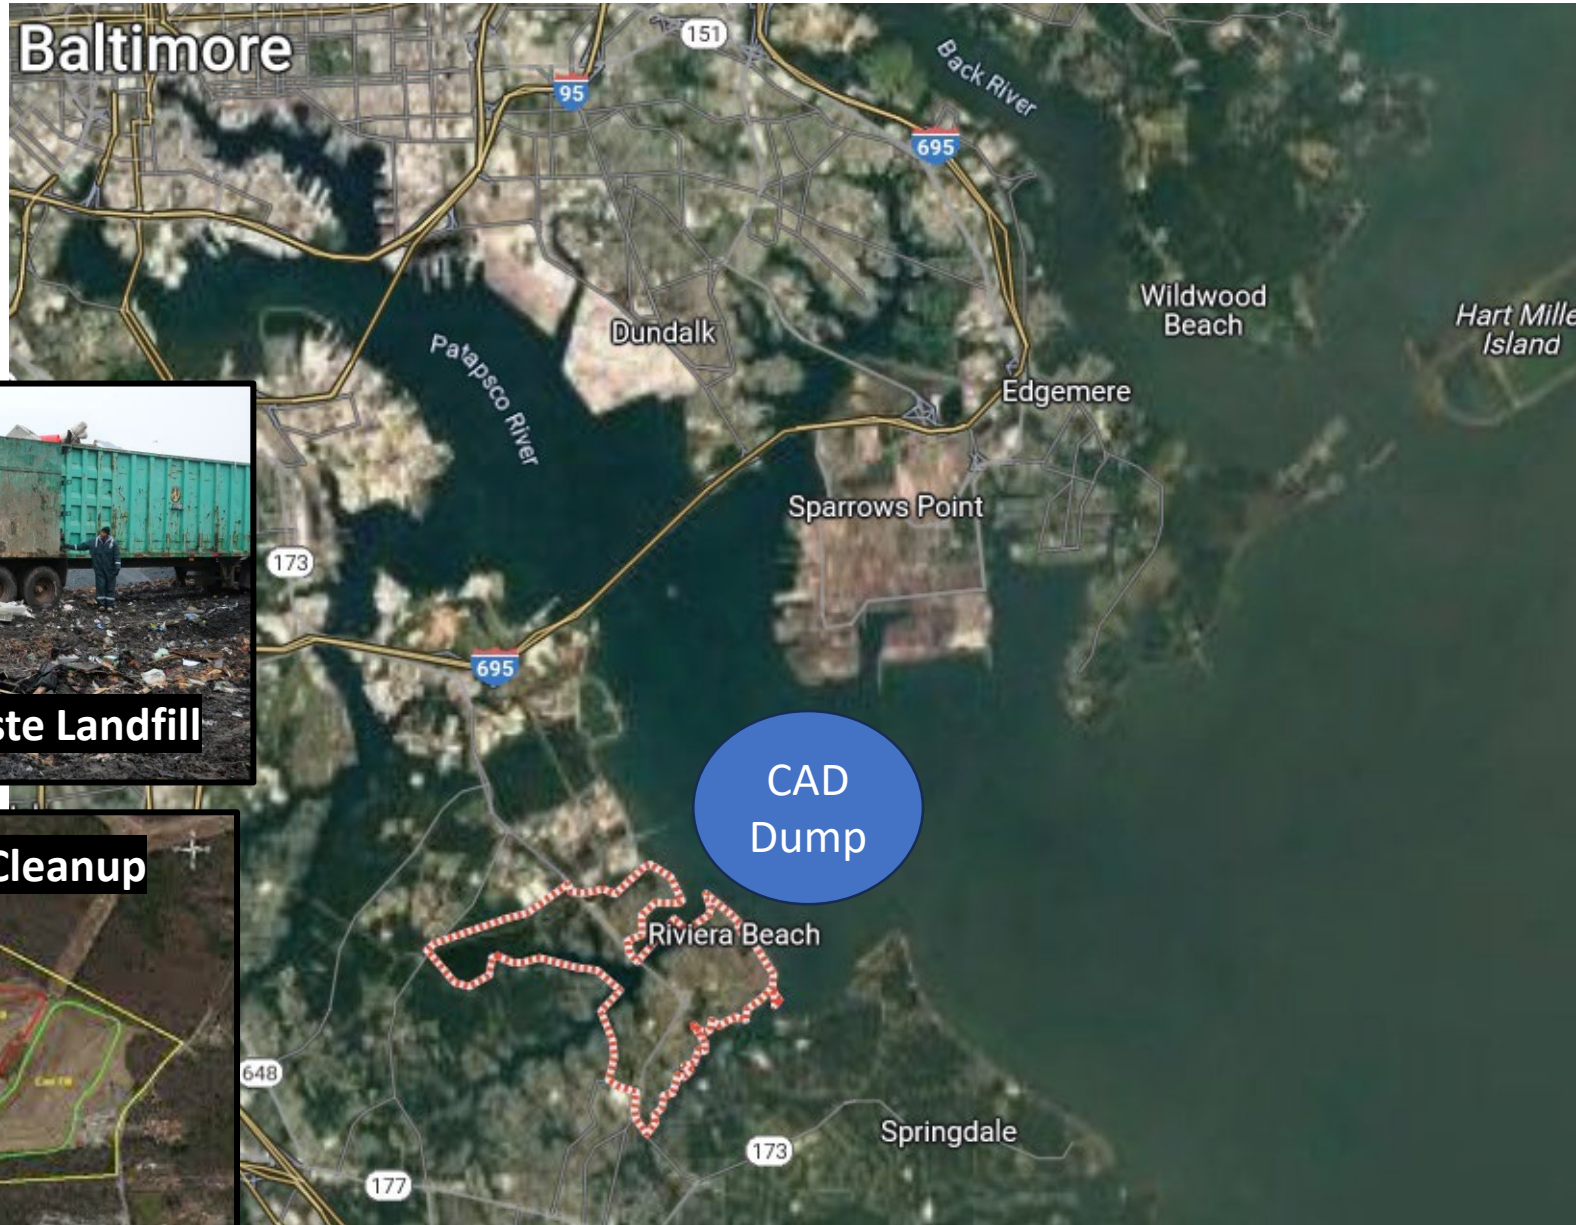 Baltimore
151
Back River
95
695
Wildwood
Beach
Hart Mille
Island
Dundalk
Patapsco River
Edgemere
Sparrows Point
173
695
ste Landfill
CAD
Dump
Cleanup
Riviera Beach
648
Springdale
173
177